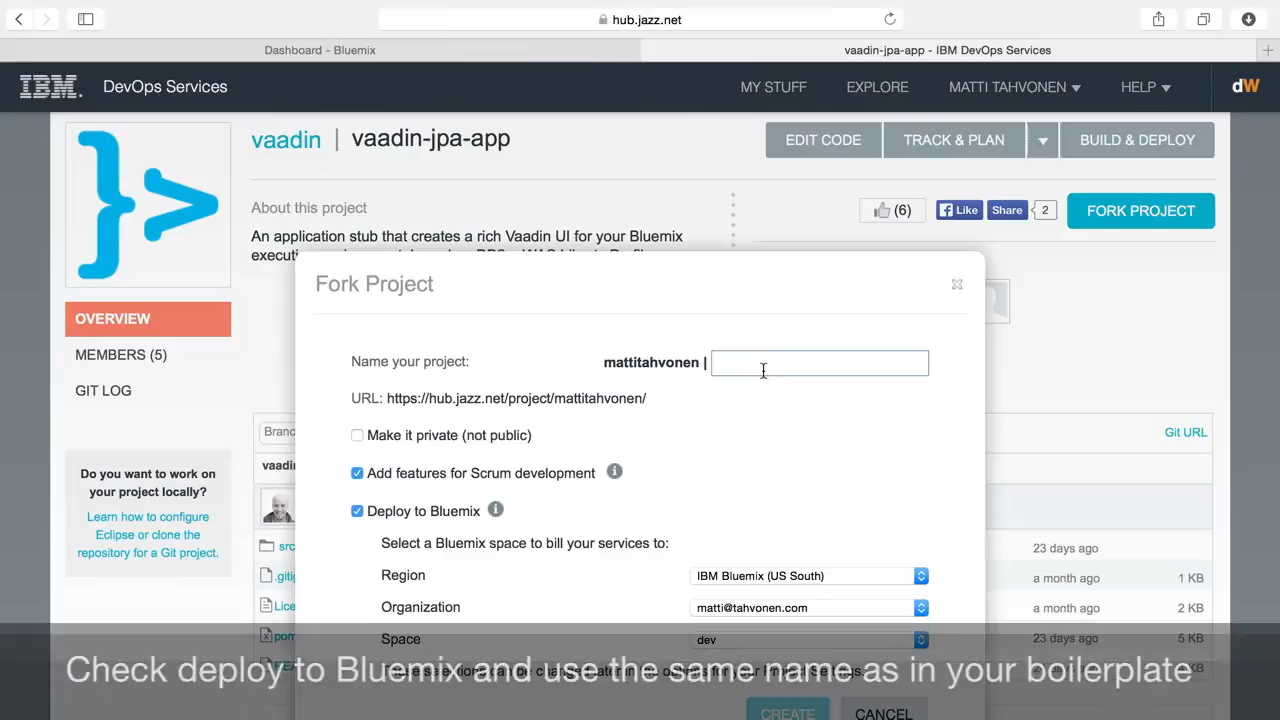 hub.jazz.net
Dashboard - Bluemix
vaadin-jpa-app - IBM DevOps Services
IBM DevOps Services
MY STUFF
EXPLORE
MATTI TAHVONEN
HELP
dW
vaadin | vaadin-jpa-app
EDIT CODE
TRACK & PLAN
BUILD & DEPLOY
About this project
(6)
Like
Share
2
FORK PROJECT
An application stub that creates a rich Vaadin UI for your Bluemix
OVERVIEW
MEMBERS (5)
GIT LOG
Do you want to work on
your project locally?
Learn how to configure
Eclipse or clone the
repository for a Git project.
Git URL
vaadin
src
23 days ago
.gitig
a month ago
1 KB
Lice
a month ago
2 KB
pom
23 days ago
5 KB
KB
Fork Project
Name your project:
mattitahvonen |
URL: https://hub.jazz.net/project/mattitahvonen/
Make it private (not public)
Add features for Scrum development
Deploy to Bluemix
Select a Bluemix space to bill your services to:
Region
IBM Bluemix (US South)
Organization
matti@tahvonen.com
Space
dev
Check deploy to Bluemix and use the same name as in your boilerplate
CREATE
CANCEL